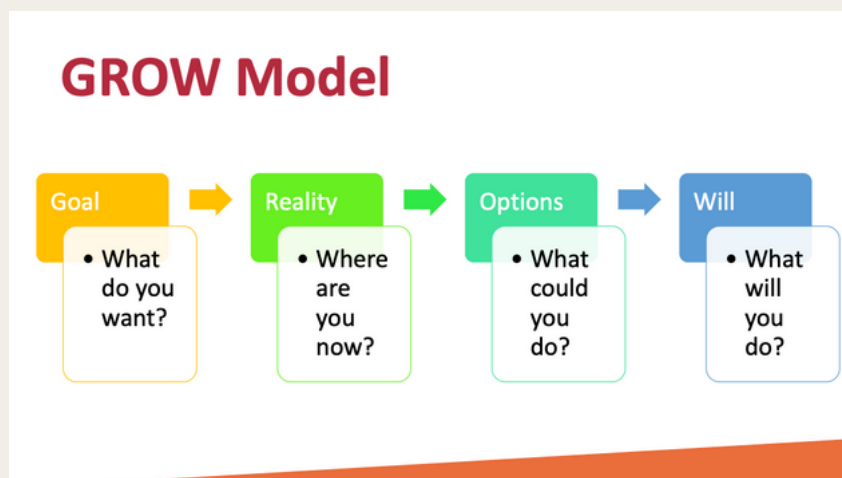 GROW Model
Goal
• What
do you
want?
Reality
• Where
are
you
now?
Options
• What
could
you
do?
Will
• What
will
you
do?